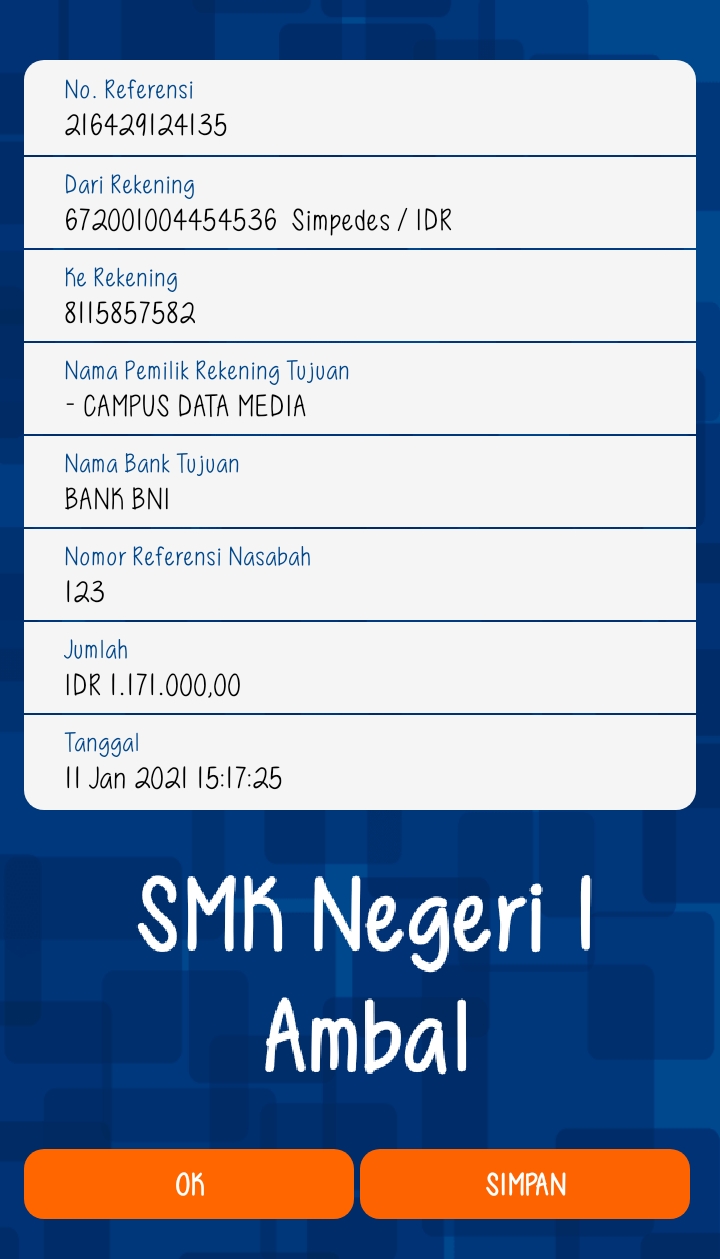 No. Referensi
216429124135
Dari Rekening
672001004454536 Simpedes / IDR
Ke Rekening
8115857582
Nama Pemilik Rekening Tujuan
- CAMPUS DATA MEDIA
Nama Bank Tujuan
BANK BNI
Nomor Referensi Nasabah
123
Jumlah
IDR 1.171.000,00
Tanggal
11 Jan 2021 15:17:25
SMK Negeri 1
Ambal
OK
SIMPAN